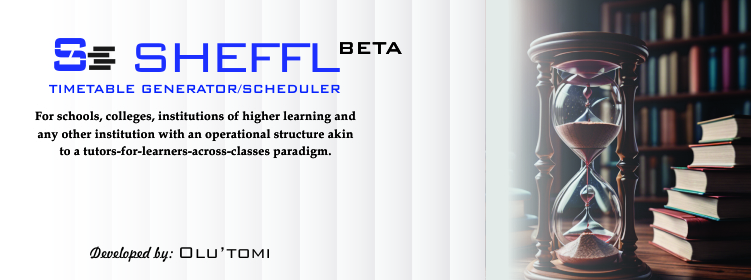 SHEFFL BETA
TIMETABLE GENERATOR/SCHEDULER
For schools, colleges, institutions of higher learning and
any other institution with an operational structure akin
to a tutors-for-learners-across-classes paradigm.
Developed by: OLU'TOMI